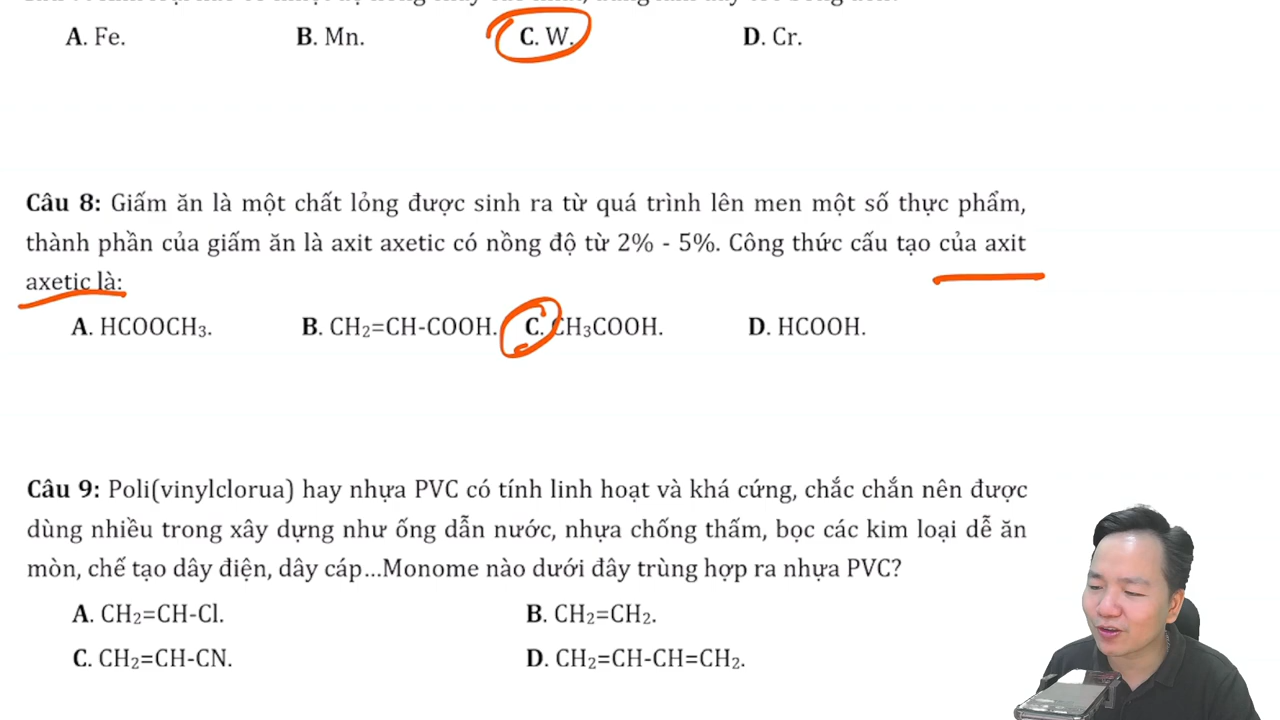 A. Fe. B. Mn. C. W. D. Cr.
Câu 8: Giấm ăn là một chất lỏng được sinh ra từ quá trình lên men một số thực phẩm,
thành phần của giấm ăn là axit axetic có nồng độ từ 2% - 5%. Công thức cấu tạo của axit
axetic là:
A. HCOOCH₃. B. CH₂=CH-COOH. C. CH₃COOH. D. HCOOH.
Câu 9: Poli(vinylclorua) hay nhựa PVC có tính linh hoạt và khá cứng, chắc chắn nên được
dùng nhiều trong xây dựng như ống dẫn nước, nhựa chống thấm, bọc các kim loại dễ ăn
mòn, chế tạo dây điện, dây cáp...Monome nào dưới đây trùng hợp ra nhựa PVC?
A. CH₂=CH-Cl. B. CH₂=CH₂.
C. CH₂=CH-CN. D. CH₂=CH-CH=CH₂.